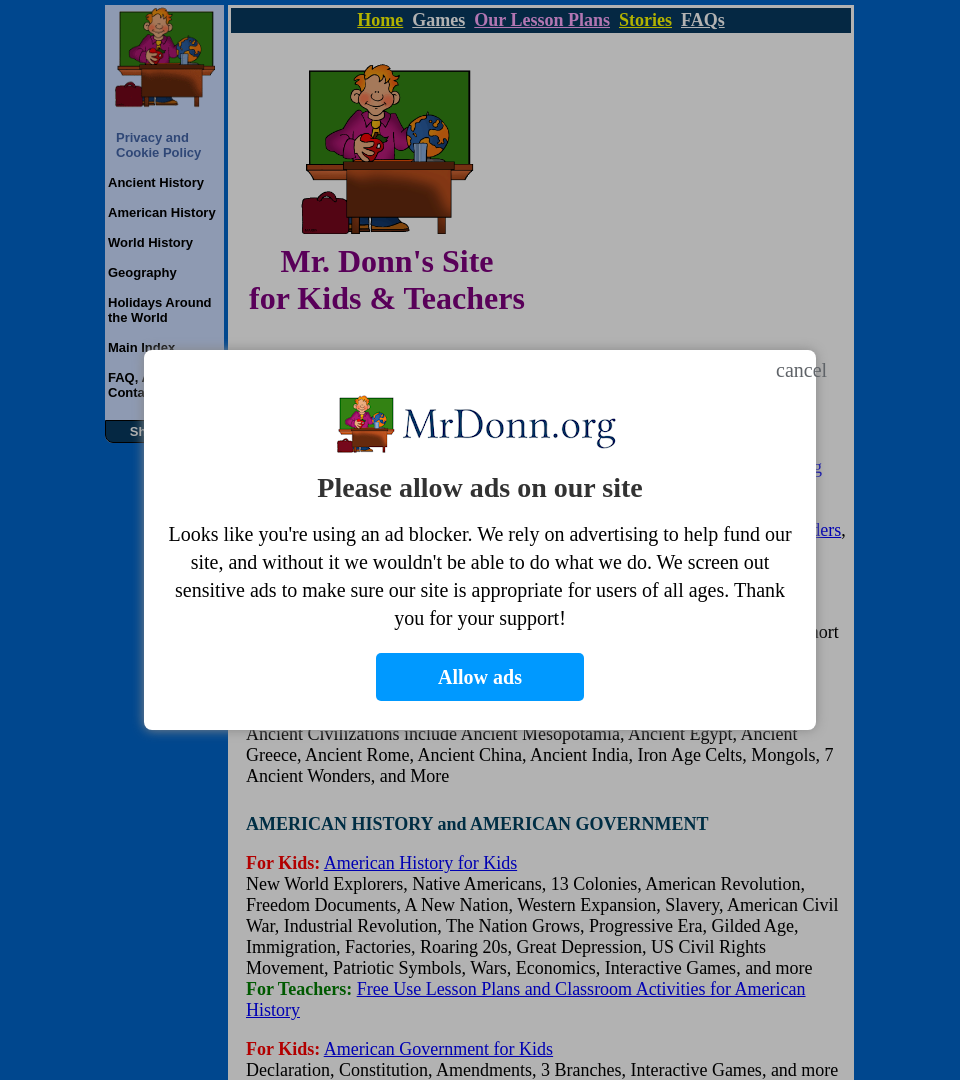 Home Games Our Lesson Plans Stories FAQs
Privacy and
Cookie Policy
Ancient History
American History
World History
Geography
Holidays Around
the World
Main Index
FAQ,
Mr. Donn's Site
for Kids & Teachers
cancel
MrDonn.org
Please allow ads on our site
Looks like you're using an ad blocker. We rely on advertising to help fund our
site, and without it we wouldn't be able to do what we do. We screen out
sensitive ads to make sure our site is appropriate for users of all ages. Thank
you for your support!
Allow ads
Ancient Civilizations include Ancient Mesopotamia, Ancient Egypt, Ancient
Greece, Ancient Rome, Ancient China, Ancient India, Iron Age Celts, Mongols, 7
Ancient Wonders, and More
AMERICAN HISTORY and AMERICAN GOVERNMENT
For Kids: American History for Kids
New World Explorers, Native Americans, 13 Colonies, American Revolution,
Freedom Documents, A New Nation, Western Expansion, Slavery, American Civil
War, Industrial Revolution, The Nation Grows, Progressive Era, Gilded Age,
Immigration, Factories, Roaring 20s, Great Depression, US Civil Rights
Movement, Patriotic Symbols, Wars, Economics, Interactive Games, and more
For Teachers: Free Use Lesson Plans and Classroom Activities for American
History
For Kids: American Government for Kids
Declaration, Constitution, Amendments, 3 Branches, Interactive Games, and more